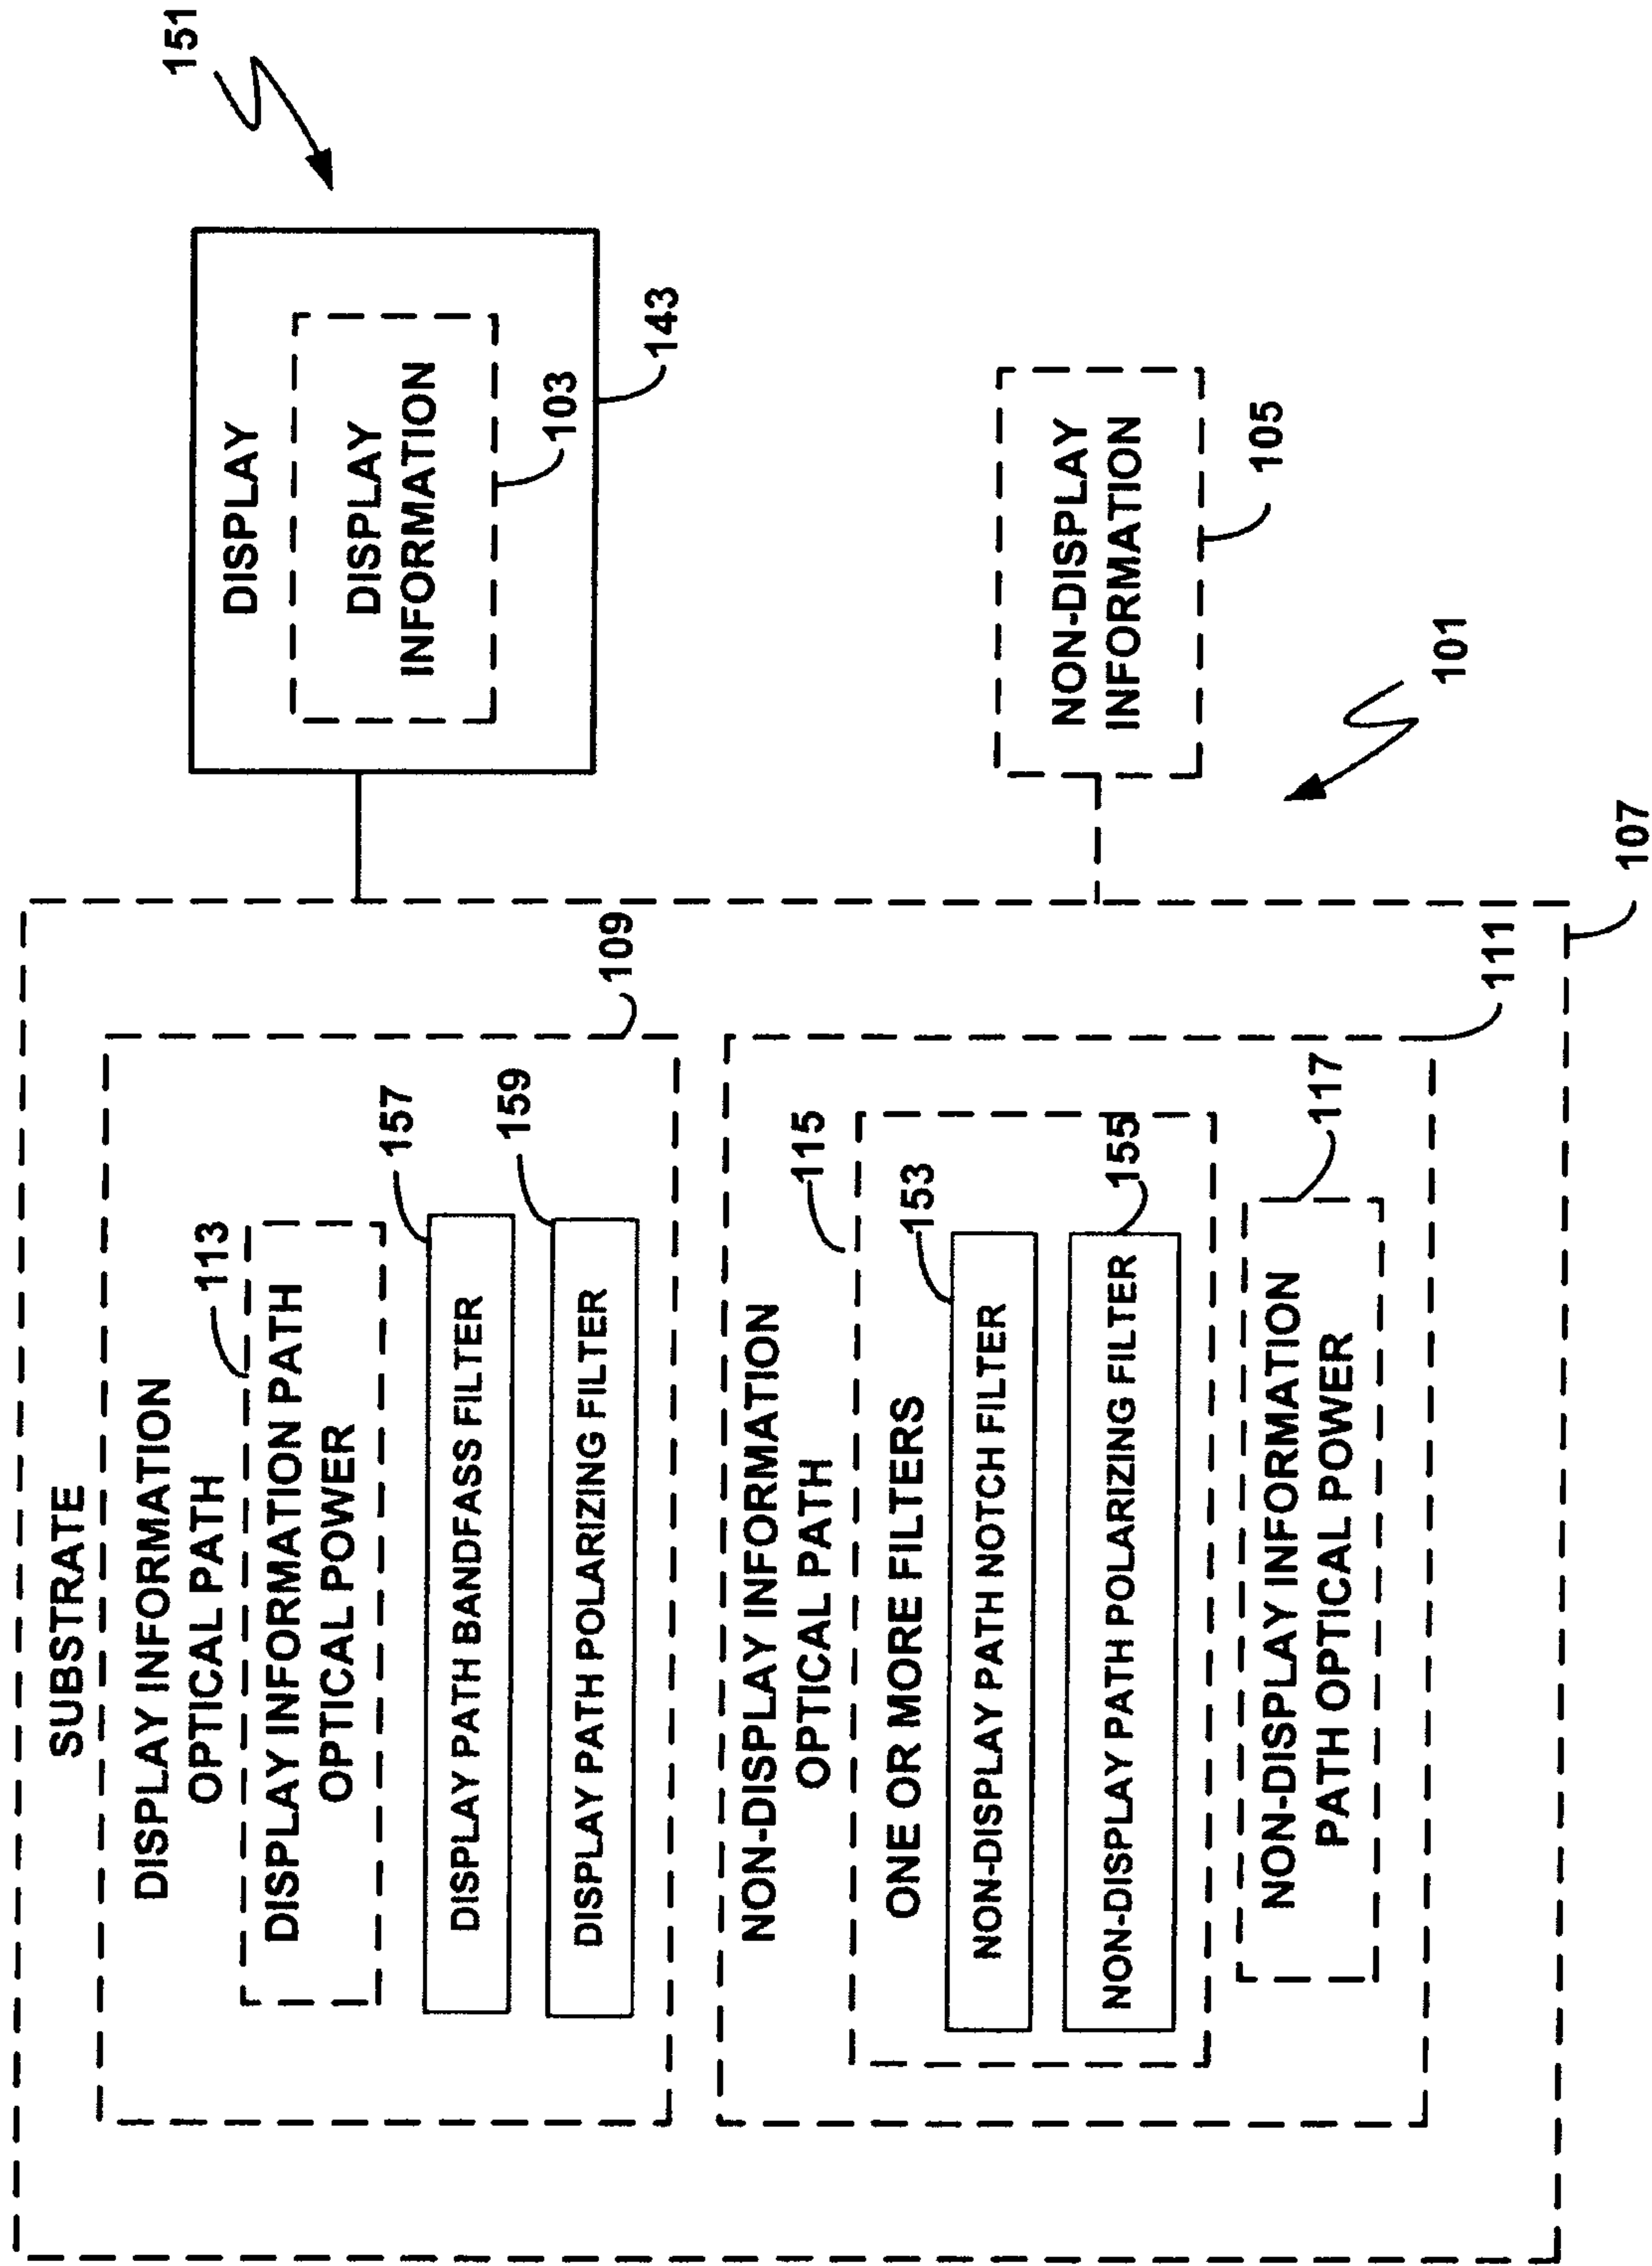 SUBSTRATE
DISPLAY INFORMATION
OPTICAL PATH
113
DISPLAY INFORMATION PATH
OPTICAL POWER
157
DISPLAY PATH BANDFASS FILTER
159
DISPLAY PATH POLARIZING FILTER
109
NON-DISPLAY INFORMATION
OPTICAL PATH
115
ONE OR MORE FILTERS
153
NON-DISPLAY PATH NOTCH FILTER
155
NON-DISPLAY PATH POLARIZING FILTER
117
NON-DISPLAY INFORMATION
PATH OPTICAL POWER
111
107
151
DISPLAY
DISPLAY
INFORMATION
103
143
NON-DISPLAY
INFORMATION
105
101